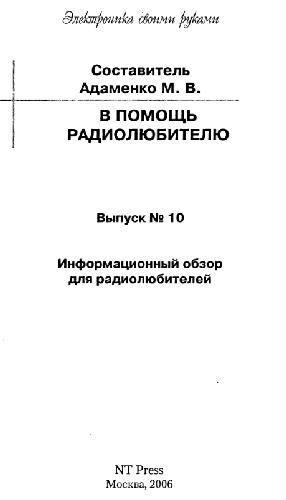 Электроника своими руками
Составитель
Адаменко М. В.
В ПОМОЩЬ
РАДИОЛЮБИТЕЛЮ
Выпуск № 10
Информационный обзор
для радиолюбителей
NT Press
Москва, 2006